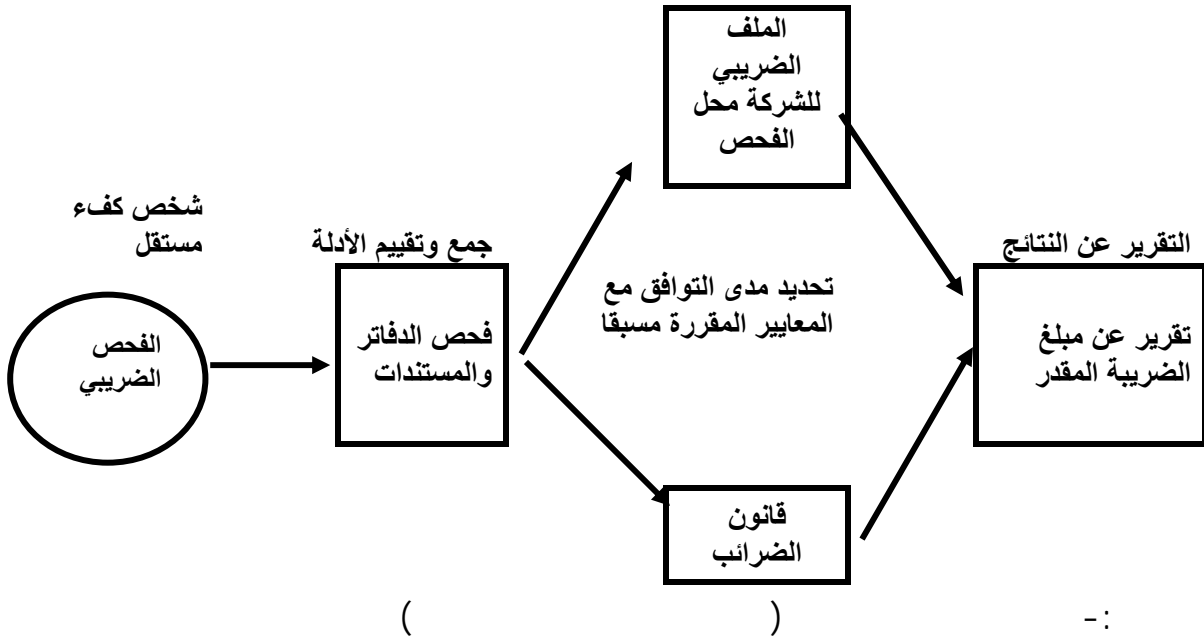 الملف
الضريبي
للشركة محل
الفحص
شخص كفء
مستقل
جمع وتقييم الأدلة
التقرير عن النتائج
تحديد مدى التوافق مع
المعايير المقررة مسبقا
الفحص
الضريبي
فحص الدفاتر
والمستندات
تقرير عن مبلغ
الضريبة المقدر
قانون
الضرائب
:- ( )